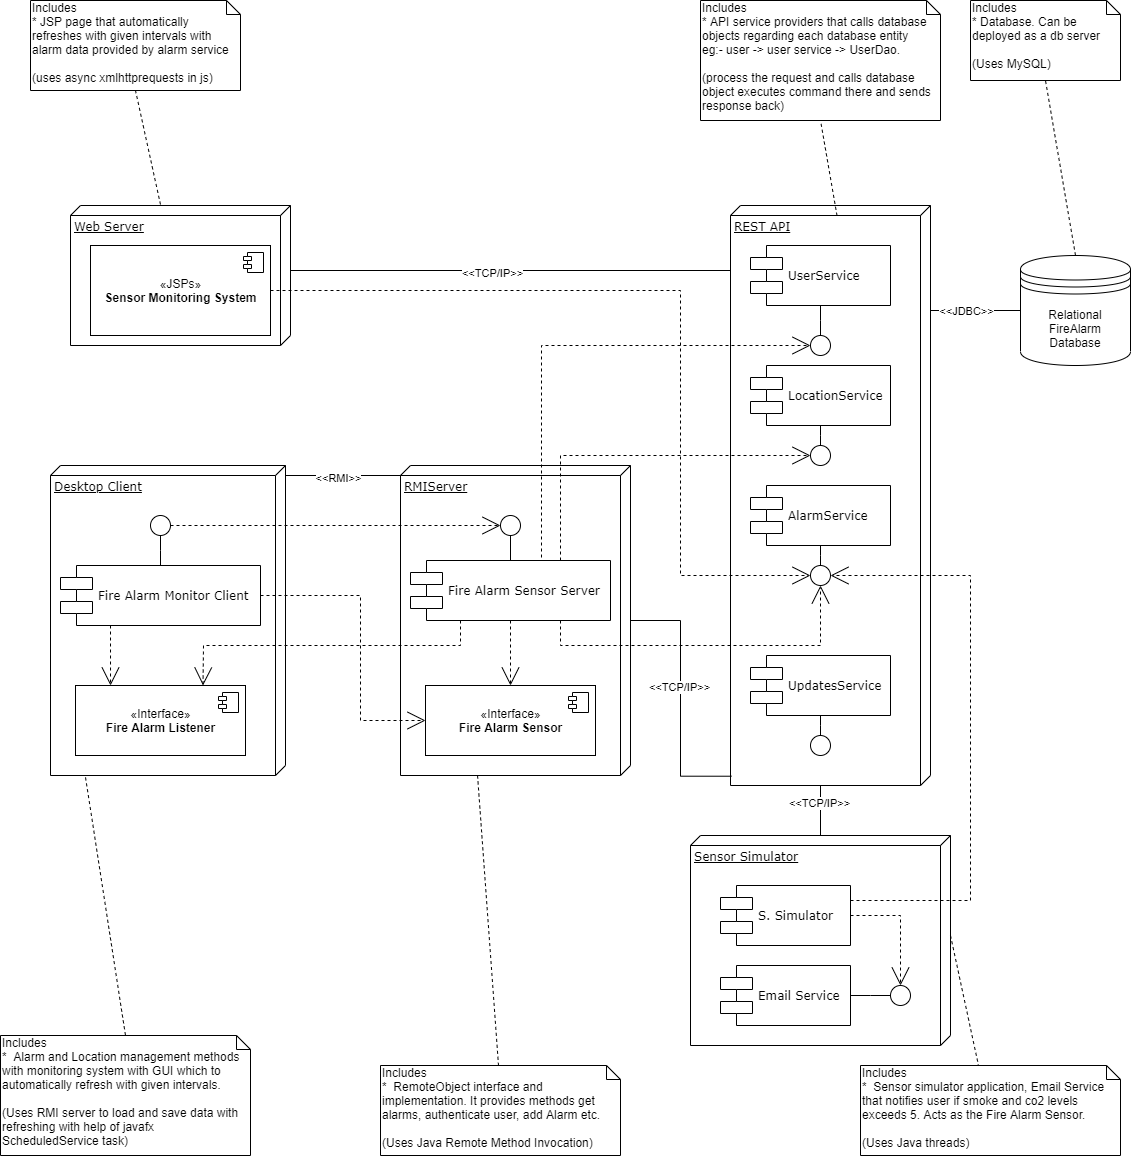 Includes
* JSP page that automatically
refreshes with given intervals with
alarm data provided by alarm service
(uses async xmlhttprequests in js)
Includes
* API service providers that calls database
objects regarding each database entity
eg:- user -> user service -> UserDao.
(process the request and calls database
object executes command there and sends
response back)
Includes
* Database. Can be
deployed as a db server
(Uses MySQL)
Web Server
«JSPs»
Sensor Monitoring System
<<TCP/IP>>
REST API
UserService
LocationService
AlarmService
UpdatesService
<<JDBC>>
Relational
FireAlarm
Database
Desktop Client
Fire Alarm Monitor Client
«Interface»
Fire Alarm Listener
<<RMI>>
RMIServer
Fire Alarm Sensor Server
«Interface»
Fire Alarm Sensor
<<TCP/IP>>
<<TCP/IP>>
Sensor Simulator
S. Simulator
Email Service
Includes
*  Alarm and Location management methods
with monitoring system with GUI which to
automatically refresh with given intervals.
(Uses RMI server to load and save data with
refreshing with help of javafx
ScheduledService task)
Includes
*  RemoteObject interface and
implementation. It provides methods get
alarms, authenticate user, add Alarm etc.
(Uses Java Remote Method Invocation)
Includes
*  Sensor simulator application, Email Service
that notifies user if smoke and co2 levels
exceeds 5. Acts as the Fire Alarm Sensor.
(Uses Java threads)